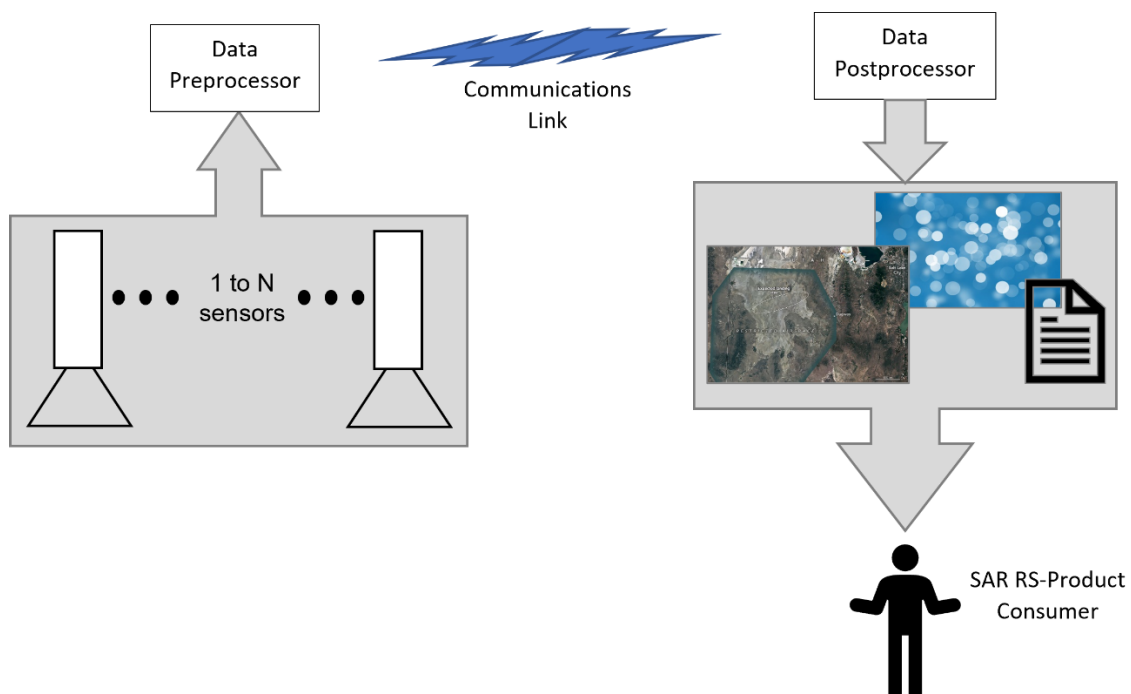 Data
Preprocessor
Communications
Link
Data
Postprocessor
1 to N
sensors
SAR RS-Product
Consumer